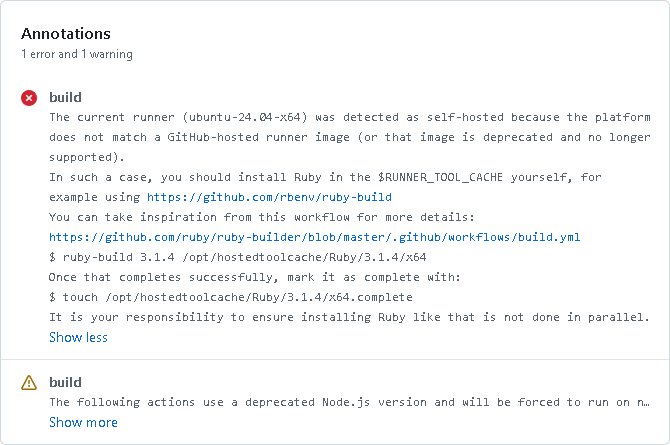 Annotations
1 error and 1 warning
build
The current runner (ubuntu-24.04-x64) was detected as self-hosted because the platform
does not match a GitHub-hosted runner image (or that image is deprecated and no longer
supported).
In such a case, you should install Ruby in the $RUNNER_TOOL_CACHE yourself, for
example using https://github.com/rbenv/ruby-build
You can take inspiration from this workflow for more details:
https://github.com/ruby/ruby-builder/blob/master/.github/workflows/build.yml
$ ruby-build 3.1.4 /opt/hostedtoolcache/Ruby/3.1.4/x64
Once that completes successfully, mark it as complete with:
$ touch /opt/hostedtoolcache/Ruby/3.1.4/x64.complete
It is your responsibility to ensure installing Ruby like that is not done in parallel.
Show less
build
The following actions use a deprecated Node.js version and will be forced to run on n…
Show more